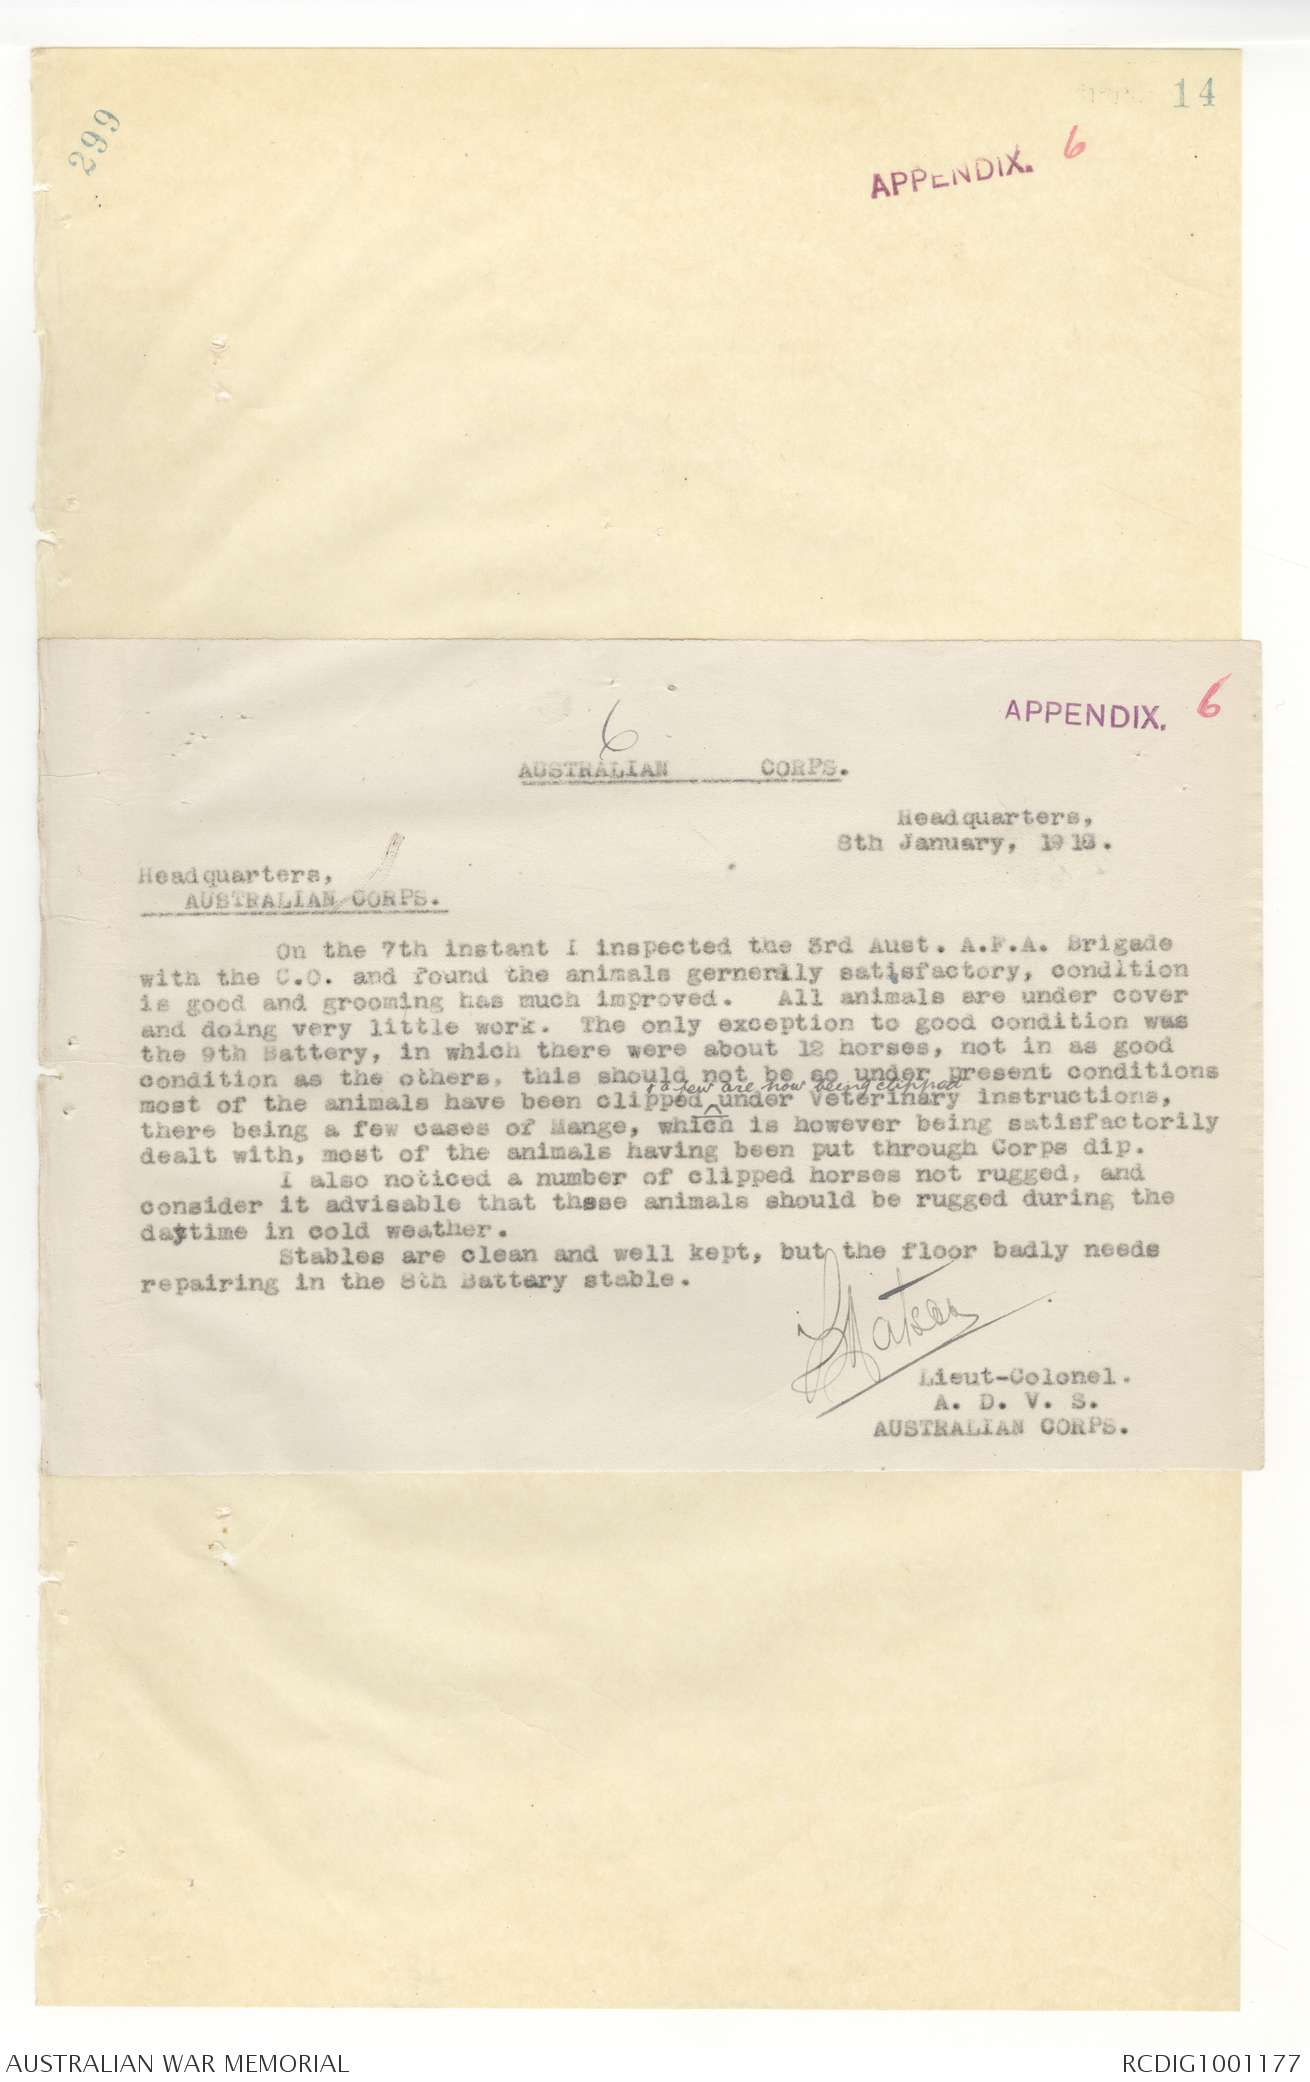 299
14
APPENDIX. 6
APPENDIX. 6
6
AUSTRALIAN CORPS.
Headquarters,
8th January, 1918.
Headquarters,
AUSTRALIAN CORPS.
On the 7th instant I inspected the 3rd Aust. A.F.A. Brigade
with the C.O. and found the animals gernerily satisfactory, condition
is good and grooming has much improved. All animals are under cover
and doing very little work. The only exception to good condition was
the 9th Battery, in which there were about 12 horses, not in as good
condition as the others, this should not be so under present conditions
+ a few are now being clipped
most of the animals have been clipped under Veterinary instructions,
there being a few cases of Mange, which is however being satisfactorily
dealt with, most of the animals having been put through Corps dip.
I also noticed a number of clipped horses not rugged, and
consider it advisable that these animals should be rugged during the
daytime in cold weather.
Stables are clean and well kept, but the floor badly needs
repairing in the 8th Battery stable.
Lieut-Colonel.
A. D. V. S.
AUSTRALIAN CORPS.
AUSTRALIAN WAR MEMORIAL
RCDIG1001177